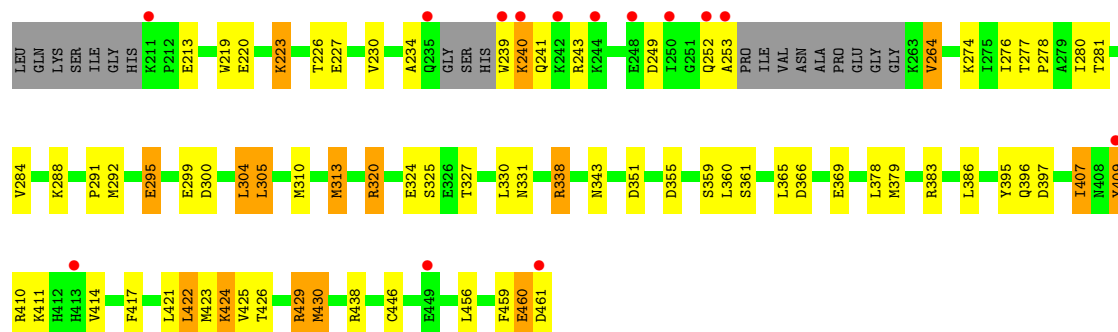 LEU GLN LYS SER ILE GLY HIS K211 P212 E213 W219 E220 K223 T226 E227 V230 A234 Q235 GLY SER HIS W239 K240 Q241 K242 R243 K244 E248 D249 I250 G251 Q252 A253 PRO ILE VAL ASN ALA PRO GLU GLY GLY K263 V264 K274 I275 I276 T277 P278 A279 I280 T281
V284 K288 P291 M292 E295 E299 D300 L304 L305 M310 M313 R320 E324 S325 E326 T327 L330 N331 R338 N343 D351 D355 S359 L360 S361 L365 D366 E369 L378 M379 R383 L386 Y395 Q396 D397 I407 N408
R410 K411 H412 H413 V414 F417 L421 L422 M423 K424 V425 T426 R429 M430 R438 C446 E449 L456 F459 E460 D461